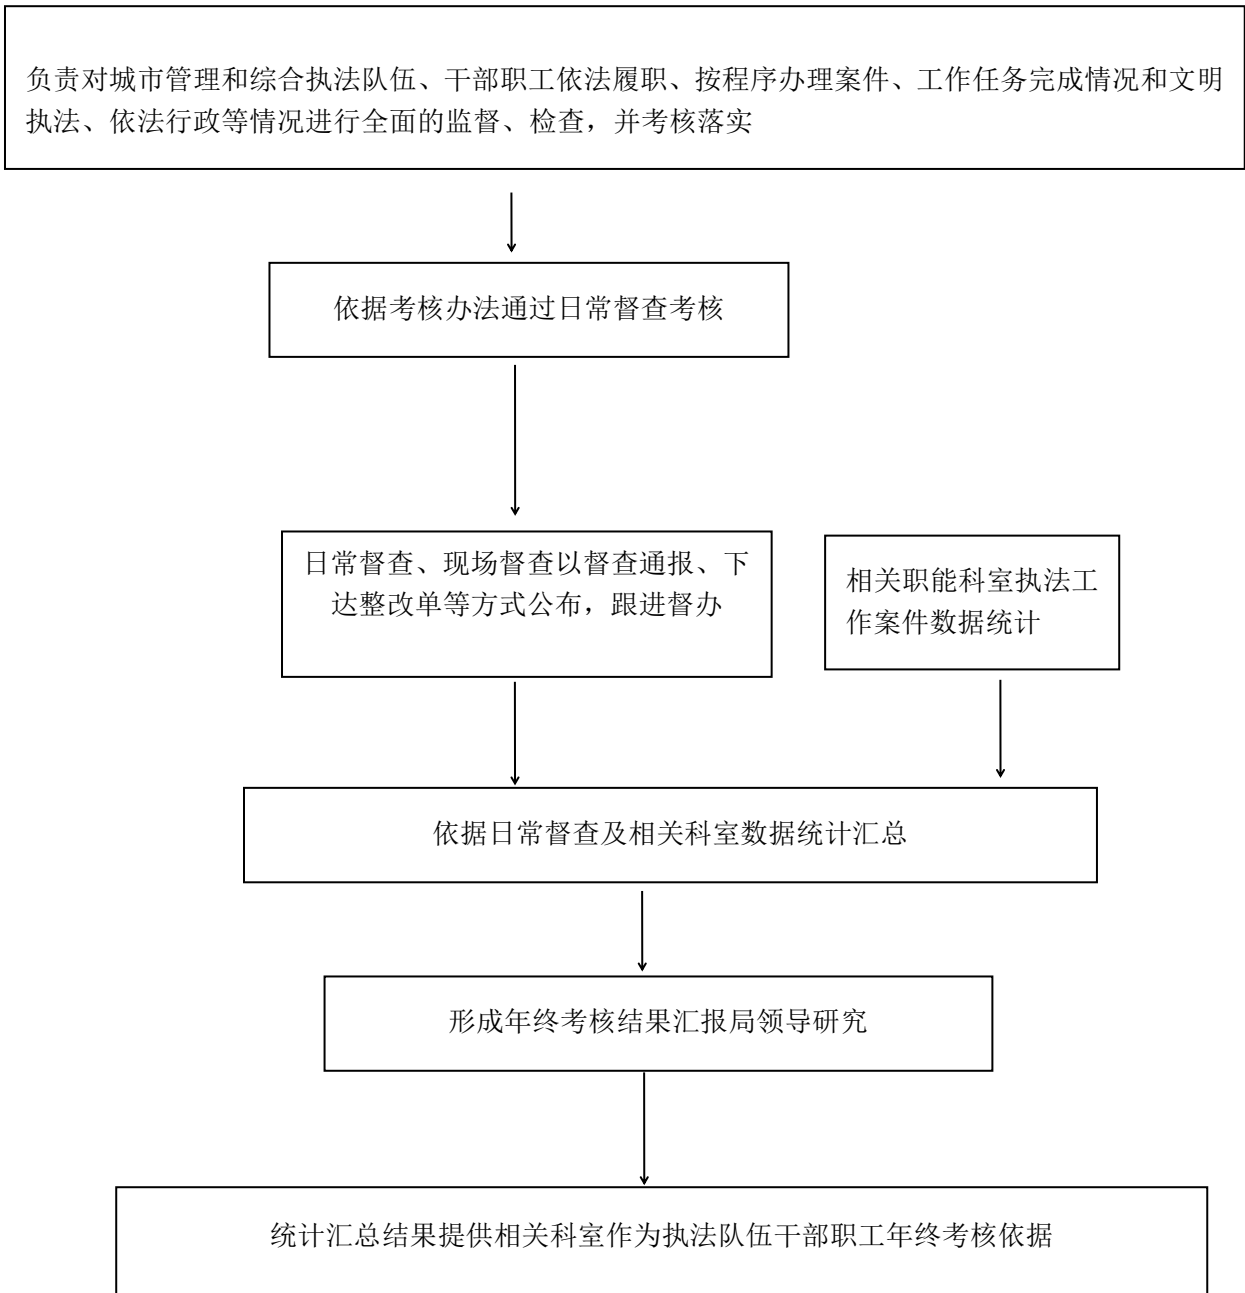 负责对城市管理和综合执法队伍、干部职工依法履职、按程序办理案件、工作任务完成情况和文明
执法、依法行政等情况进行全面的监督、检查，并考核落实
依据考核办法通过日常督查考核
日常督查、现场督查以督查通报、下
达整改单等方式公布，跟进督办
相关职能科室执法工
作案件数据统计
依据日常督查及相关科室数据统计汇总
形成年终考核结果汇报局领导研究
统计汇总结果提供相关科室作为执法队伍干部职工年终考核依据